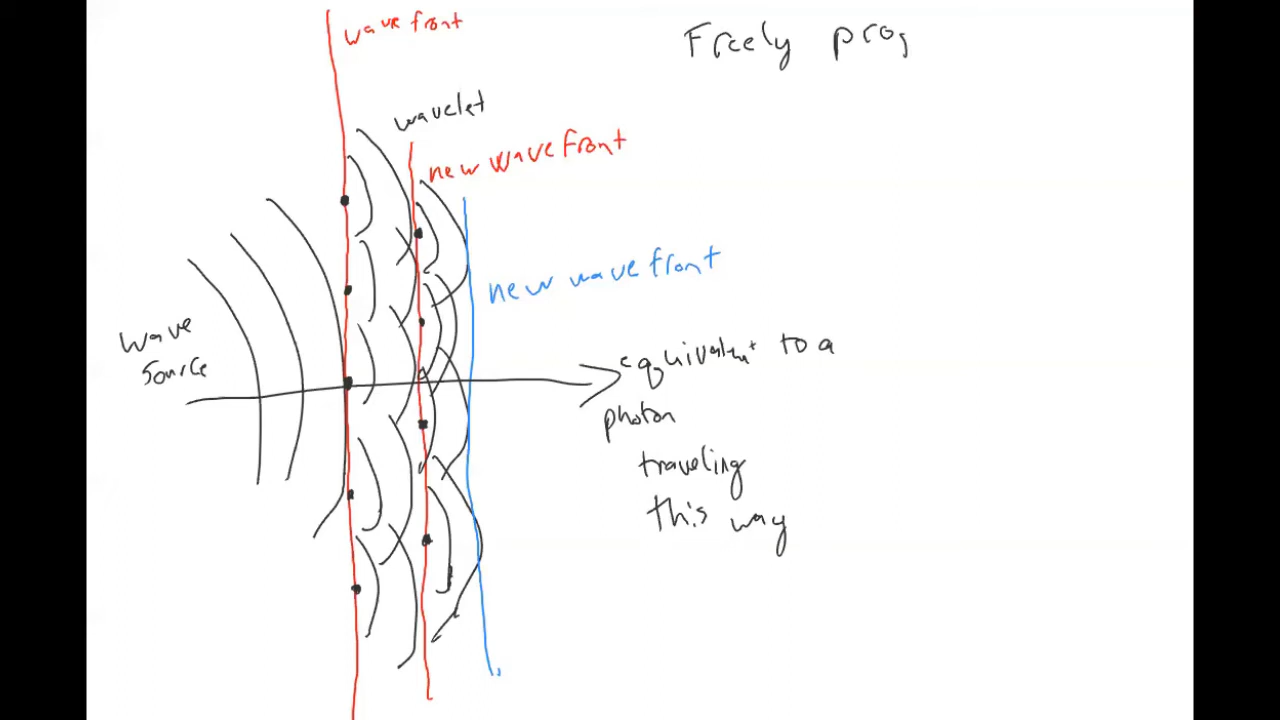 wave front
Freely prog
wavelet
new wave front
new wave front
wave
source
equivalent to a
photon
traveling
this way